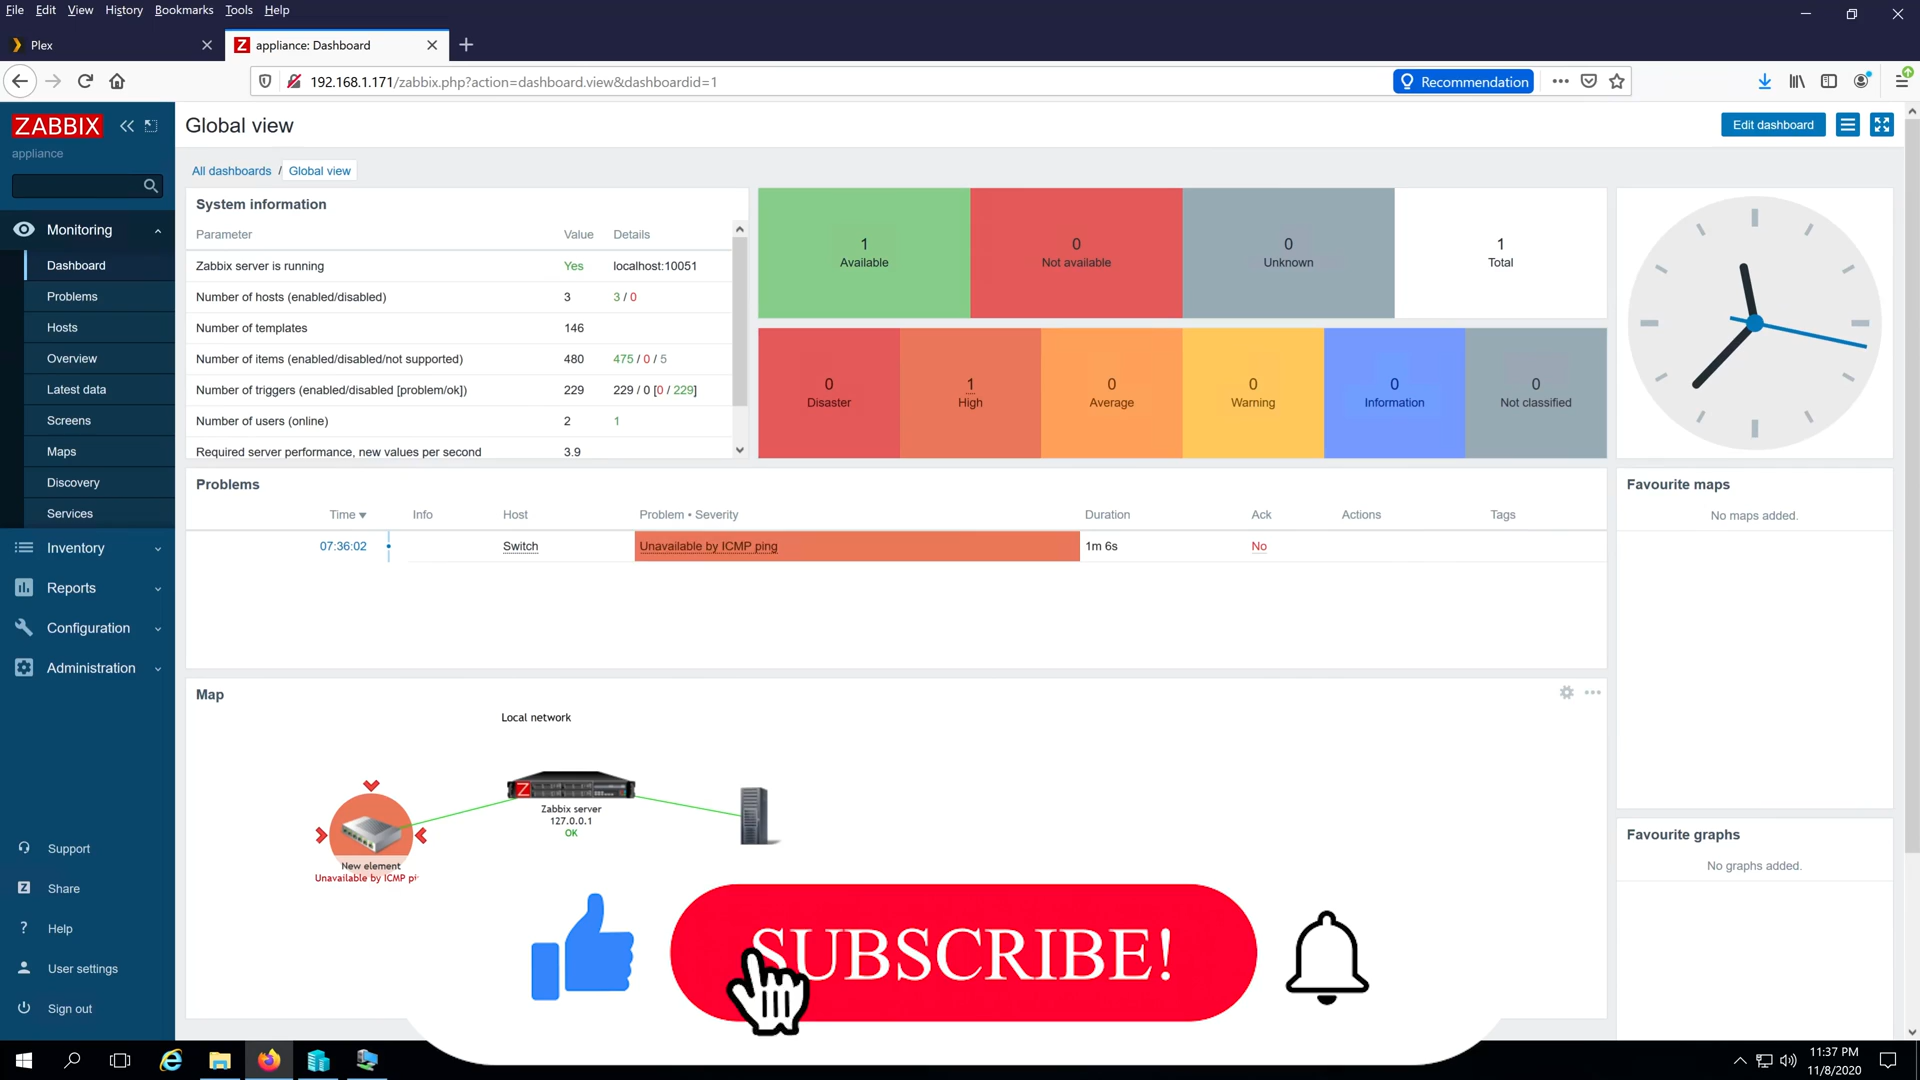 File Edit View History Bookmarks Tools Help
Plex
Z appliance: Dashboard
192.168.1.171/zabbix.php?action=dashboard.view&dashboardid=1
Recommendation
ZABBIX
appliance
Monitoring
Dashboard
Problems
Hosts
Overview
Latest data
Screens
Maps
Discovery
Services
Inventory
Reports
Configuration
Administration
Support
Z Share
? Help
User settings
Sign out
Global view
Edit dashboard
All dashboards / Global view
System information
Parameter Value Details
Zabbix server is running Yes localhost:10051
Number of hosts (enabled/disabled) 3 3 / 0
Number of templates 146
Number of items (enabled/disabled/not supported) 480 475 / 0 / 5
Number of triggers (enabled/disabled [problem/ok]) 229 229 / 0 [0 / 229]
Number of users (online) 2 1
Required server performance, new values per second 3.9
1 0 0 1
Available Not available Unknown Total
0 1 0 0 0 0
Disaster High Average Warning Information Not classified
Problems
Time Info Host Problem • Severity Duration Ack Actions Tags
07:36:02 Switch Unavailable by ICMP ping 1m 6s No
Favourite maps
No maps added.
Map
Local network
Z
Zabbix server
127.0.0.1
OK
New element
Unavailable by ICMP pi
Favourite graphs
No graphs added.
SUBSCRIBE!
11:37 PM
11/8/2020